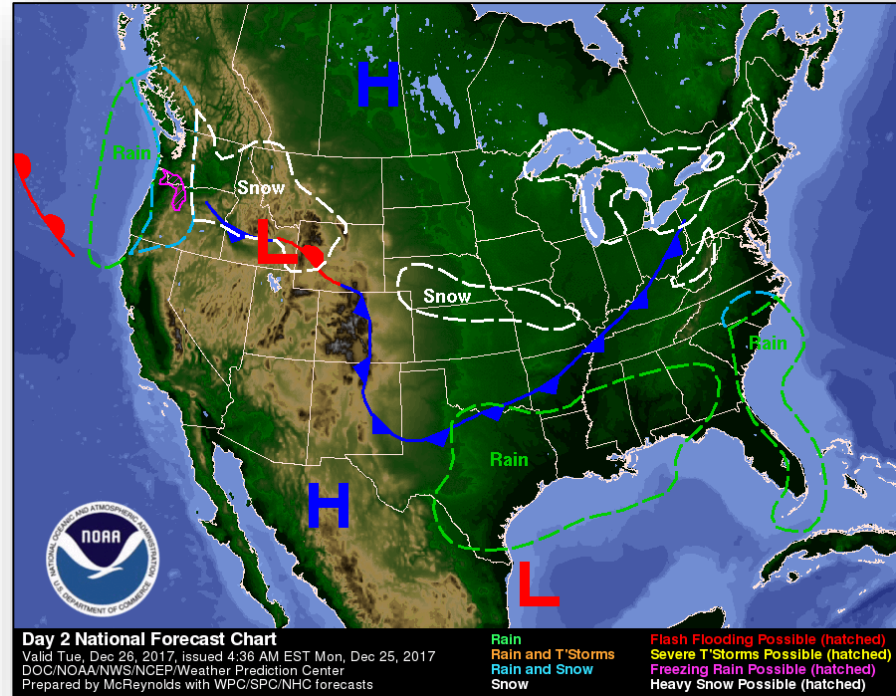 H
Rain
Snow
L
Snow
Rain
Rain
H
L
NATIONAL OCEANIC AND ATMOSPHERIC ADMINISTRATION
NOAA
U.S. DEPARTMENT OF COMMERCE
Day 2 National Forecast Chart
Valid Tue, Dec 26, 2017, issued 4:36 AM EST Mon, Dec 25, 2017
DOC/NOAA/NWS/NCEP/Weather Prediction Center
Prepared by McReynolds with WPC/SPC/NHC forecasts
Rain
Rain and T'Storms
Rain and Snow
Snow
Flash Flooding Possible (hatched)
Severe T'Storms Possible (hatched)
Freezing Rain Possible (hatched)
Heavy Snow Possible (hatched)